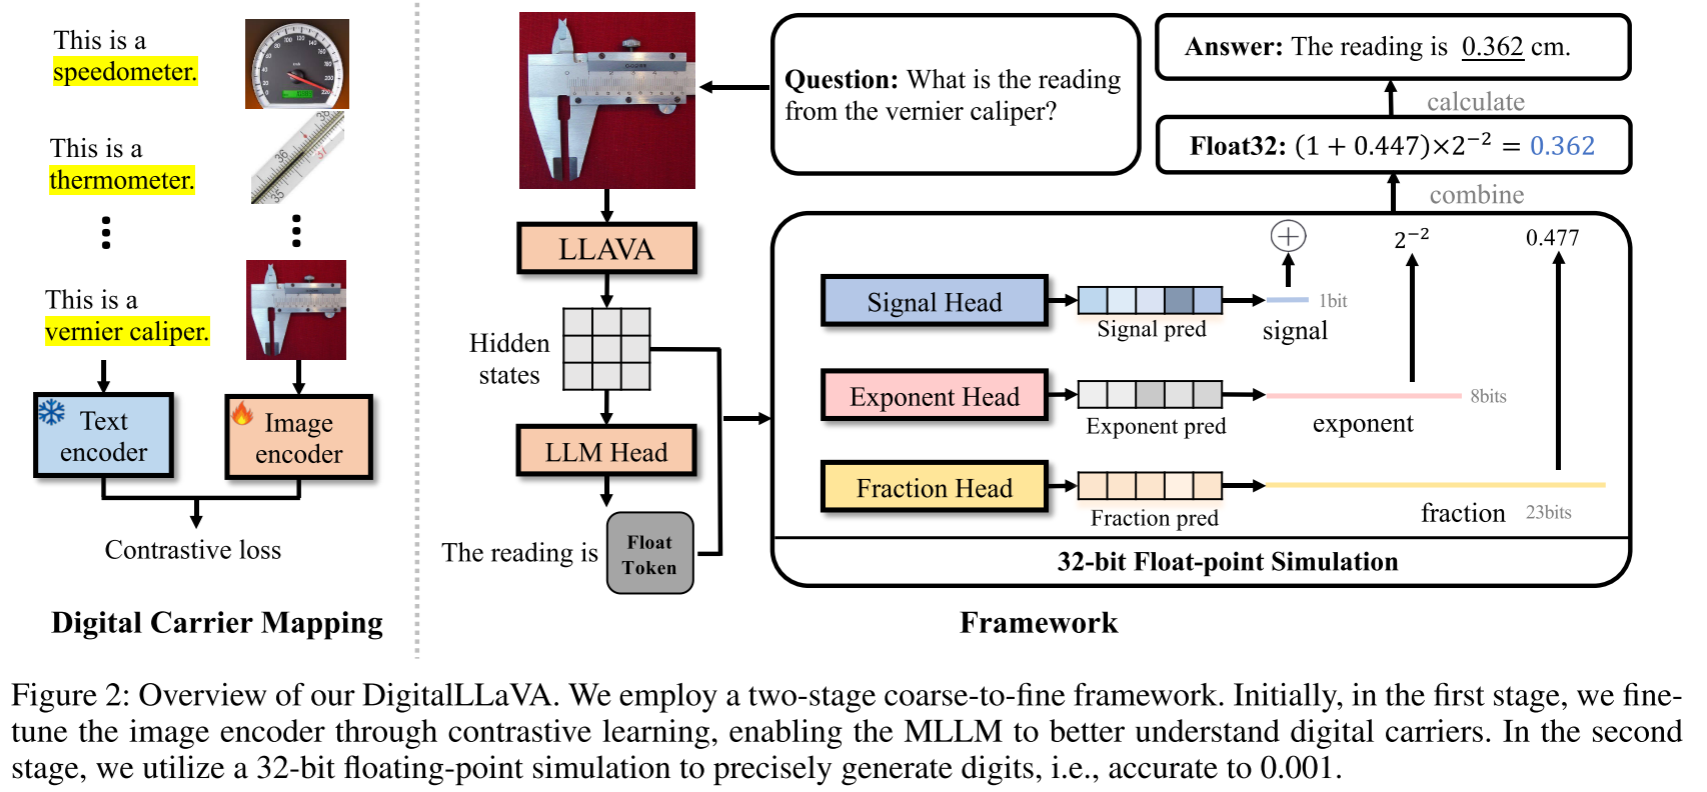 This is a
speedometer.
This is a
thermometer.
This is a
vernier caliper.
Text
encoder
Image
encoder
Contrastive loss
Digital Carrier Mapping
Question: What is the reading
from the vernier caliper?
LLAVA
Hidden
states
LLM Head
The reading is
Float
Token
Answer: The reading is 0.362 cm.
calculate
Float32: (1 + 0.447)×2⁻² = 0.362
combine
+
2⁻²
0.477
Signal Head
Signal pred
signal
1bit
Exponent Head
Exponent pred
exponent
8bits
Fraction Head
Fraction pred
fraction
23bits
32-bit Float-point Simulation
Framework
Figure 2: Overview of our DigitalLLaVA. We employ a two-stage coarse-to-fine framework. Initially, in the first stage, we fine-
tune the image encoder through contrastive learning, enabling the MLLM to better understand digital carriers. In the second
stage, we utilize a 32-bit floating-point simulation to precisely generate digits, i.e., accurate to 0.001.